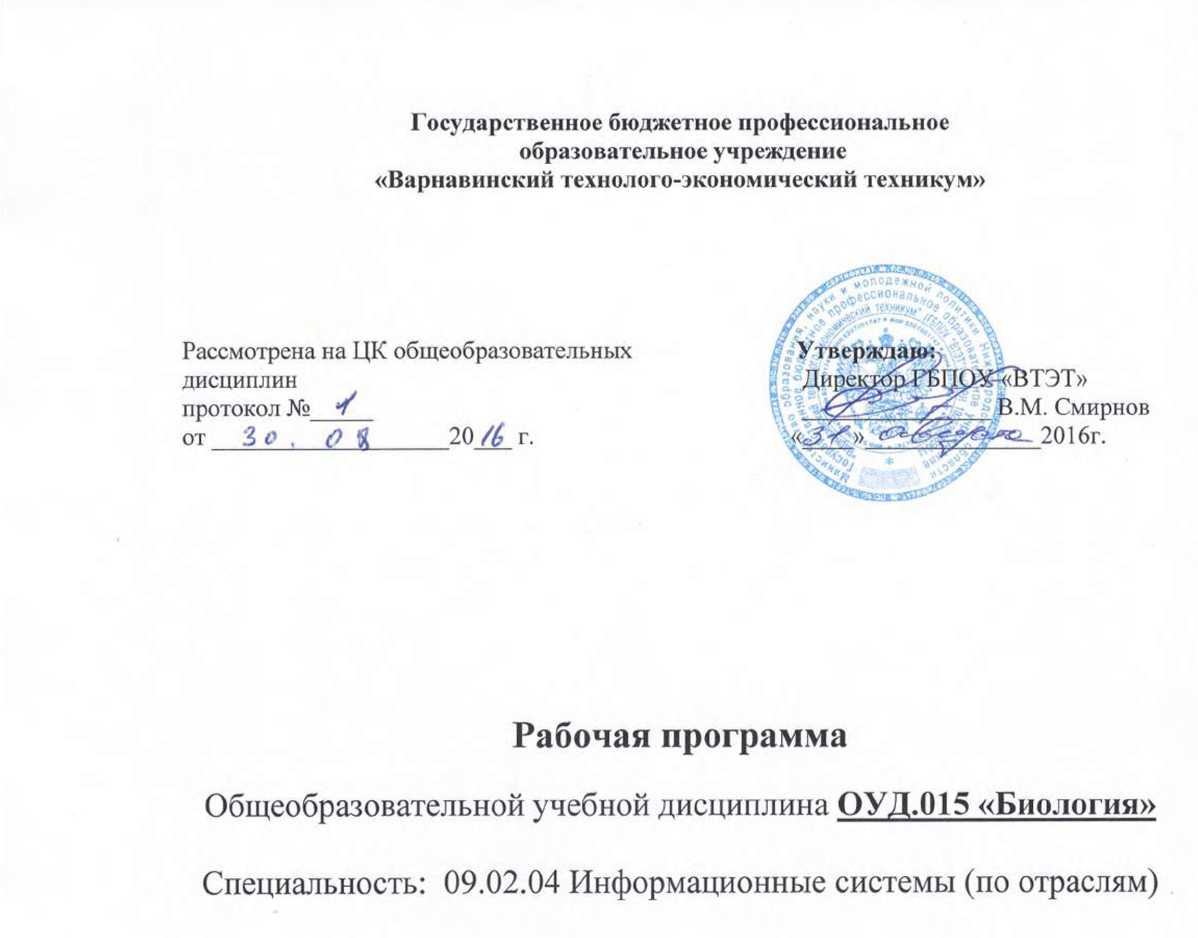 Государственное бюджетное профессиональное
образовательное учреждение
«Варнавинский технолого-экономический техникум»
Рассмотрена на ЦК общеобразовательных
дисциплин
протокол № 1
от 30. 08 2016 г.
Утверждаю:
Директор ГБПОУ «ВТЭТ»
В.М. Смирнов
«31» августа 2016г.
Рабочая программа
Общеобразовательной учебной дисциплина ОУД.015 «Биология»
Специальность: 09.02.04 Информационные системы (по отраслям)